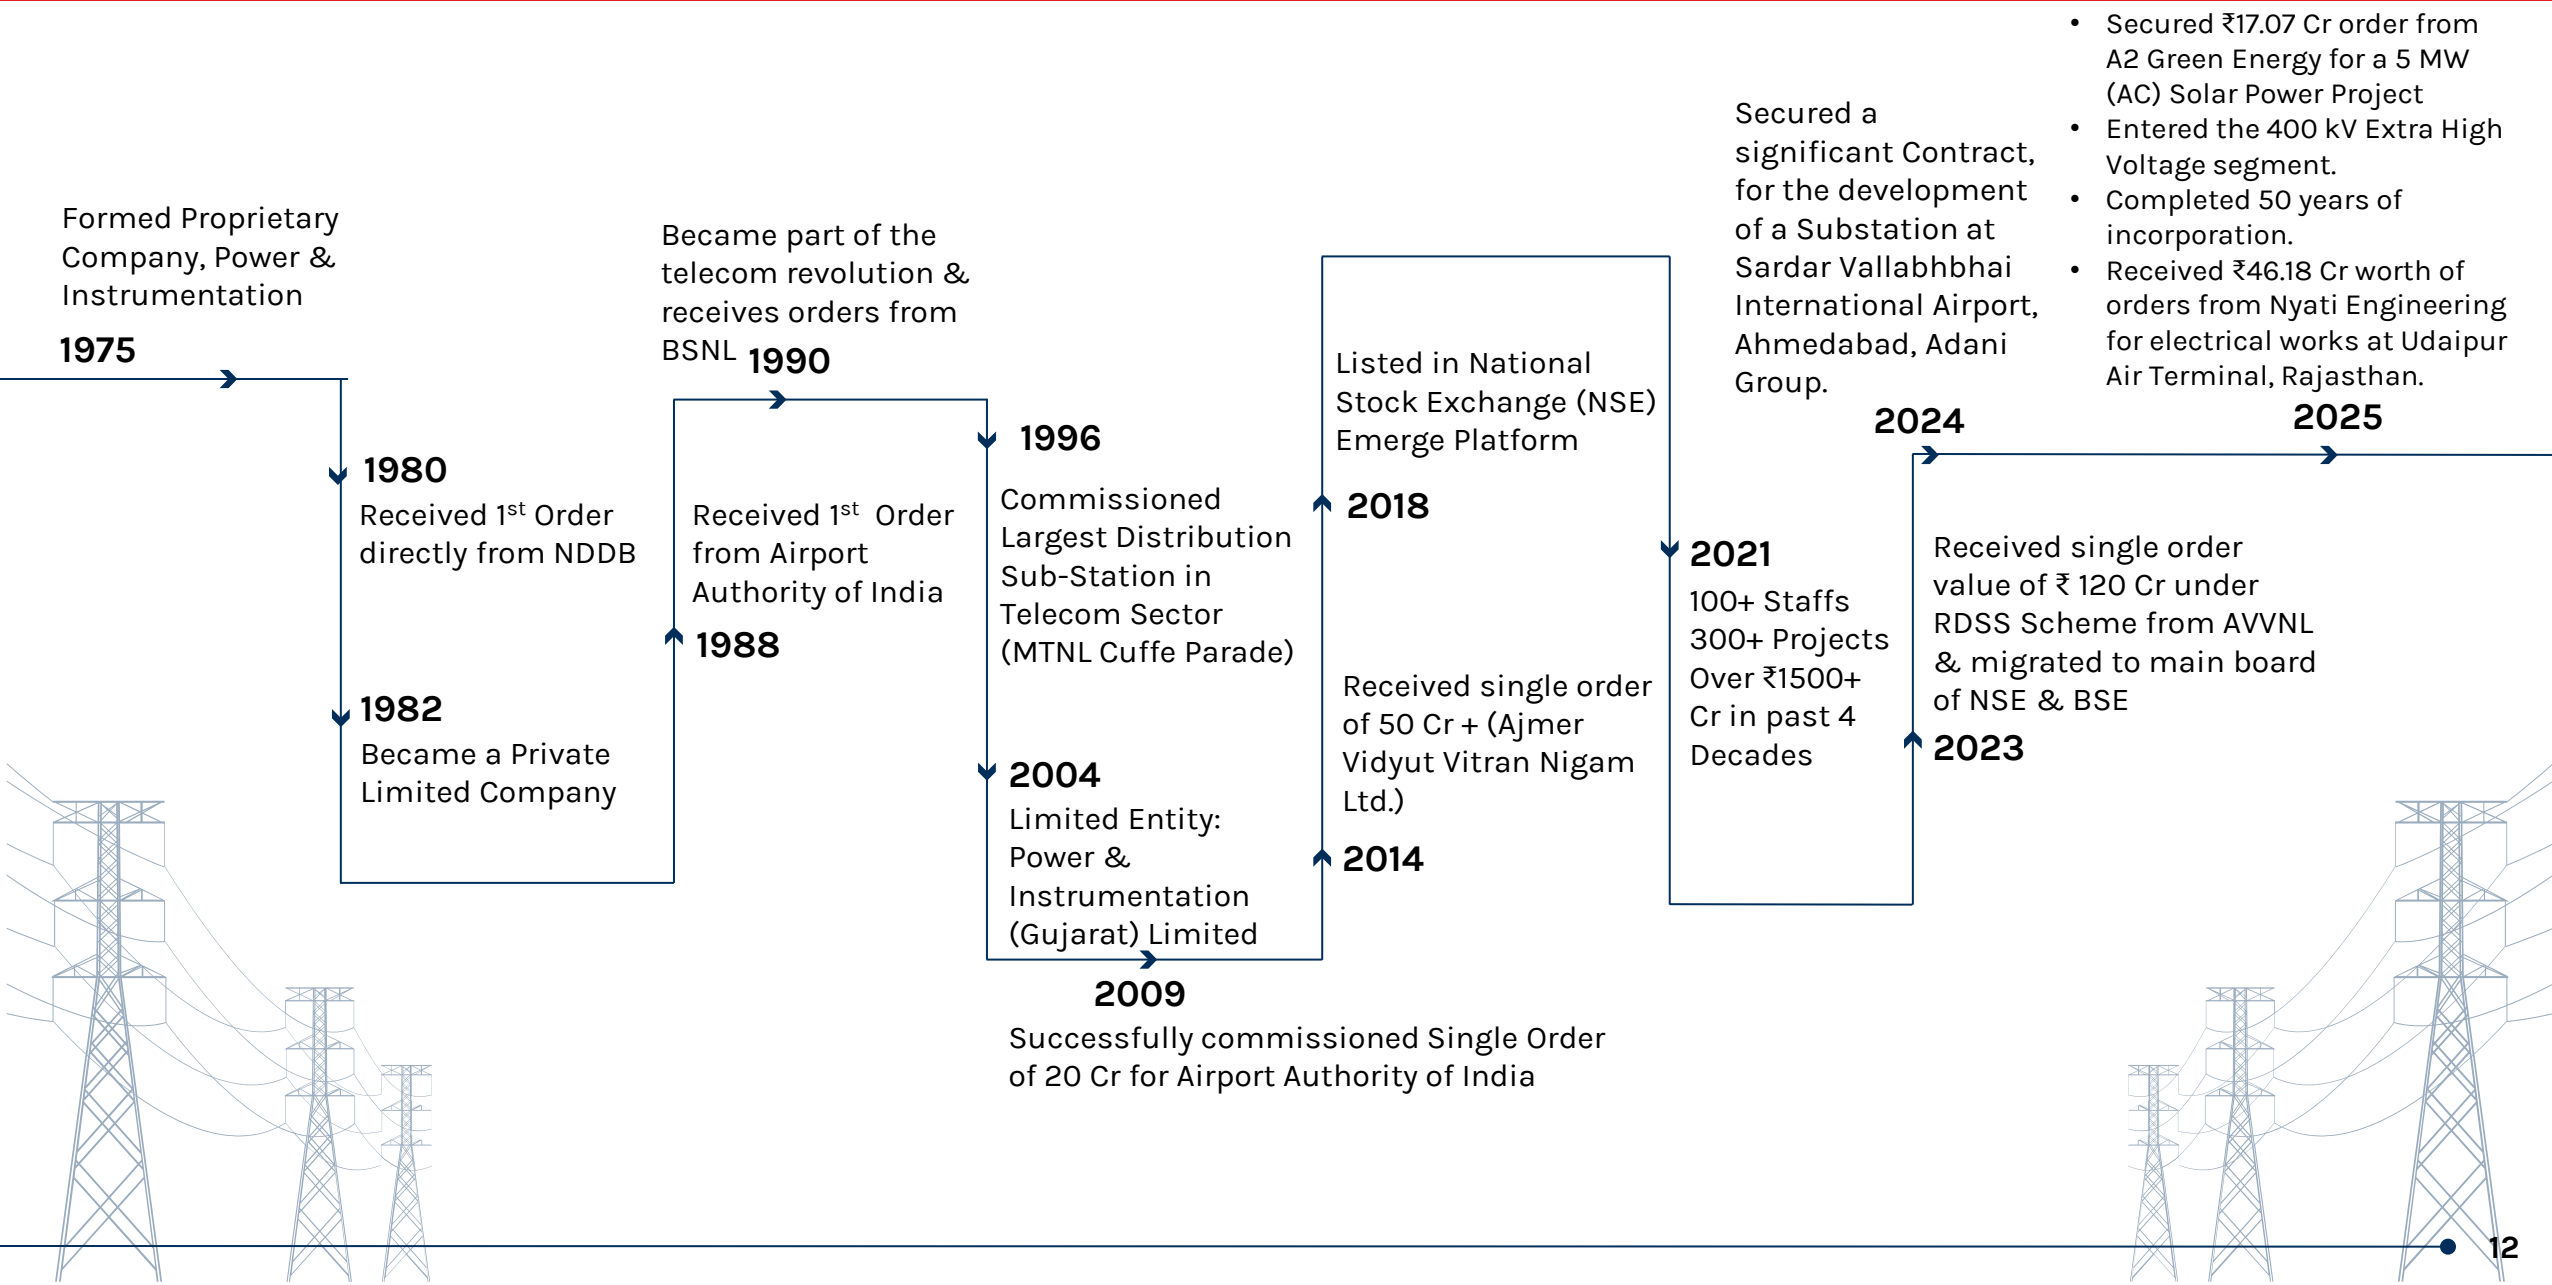 Formed Proprietary
Company, Power &
Instrumentation
1975
1980
Received 1st Order
directly from NDDB
1982
Became a Private
Limited Company
Received 1st Order
from Airport
Authority of India
1988
Became part of the
telecom revolution &
receives orders from
BSNL
1990
1996
Commissioned
Largest Distribution
Sub-Station in
Telecom Sector
(MTNL Cuffe Parade)
2004
Limited Entity:
Power &
Instrumentation
(Gujarat) Limited
2009
Successfully commissioned Single Order
of 20 Cr for Airport Authority of India
Received single order
of 50 Cr + (Ajmer
Vidyut Vitran Nigam
Ltd.)
2014
Listed in National
Stock Exchange (NSE)
Emerge Platform
2018
2021
100+ Staffs
300+ Projects
Over ₹1500+
Cr in past 4
Decades
Received single order
value of ₹ 120 Cr under
RDSS Scheme from AVVNL
& migrated to main board
of NSE & BSE
2023
Secured a
significant Contract,
for the development
of a Substation at
Sardar Vallabhbhai
International Airport,
Ahmedabad, Adani
Group.
2024
• Secured ₹17.07 Cr order from
A2 Green Energy for a 5 MW
(AC) Solar Power Project
• Entered the 400 kV Extra High
Voltage segment.
• Completed 50 years of
incorporation.
• Received ₹46.18 Cr worth of
orders from Nyati Engineering
for electrical works at Udaipur
Air Terminal, Rajasthan.
2025
12